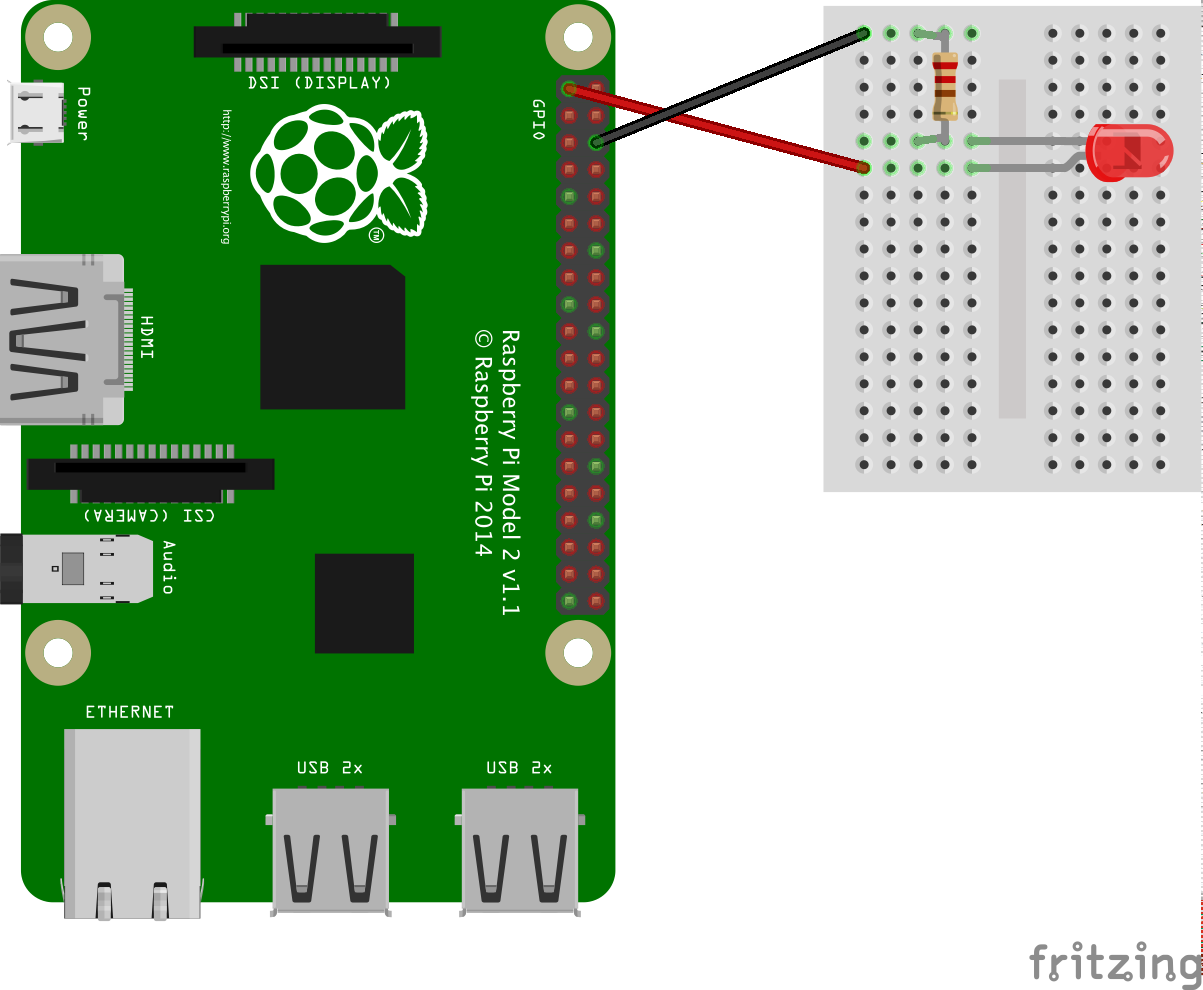 DSI (DISPLAY)
Power
GPIO
http://www.raspberrypi.org
TM
HDMI
Raspberry Pi Model 2 v1.1
© Raspberry Pi 2014
CSI (CAMERA)
Audio
ETHERNET
USB 2x
USB 2x
fritzing